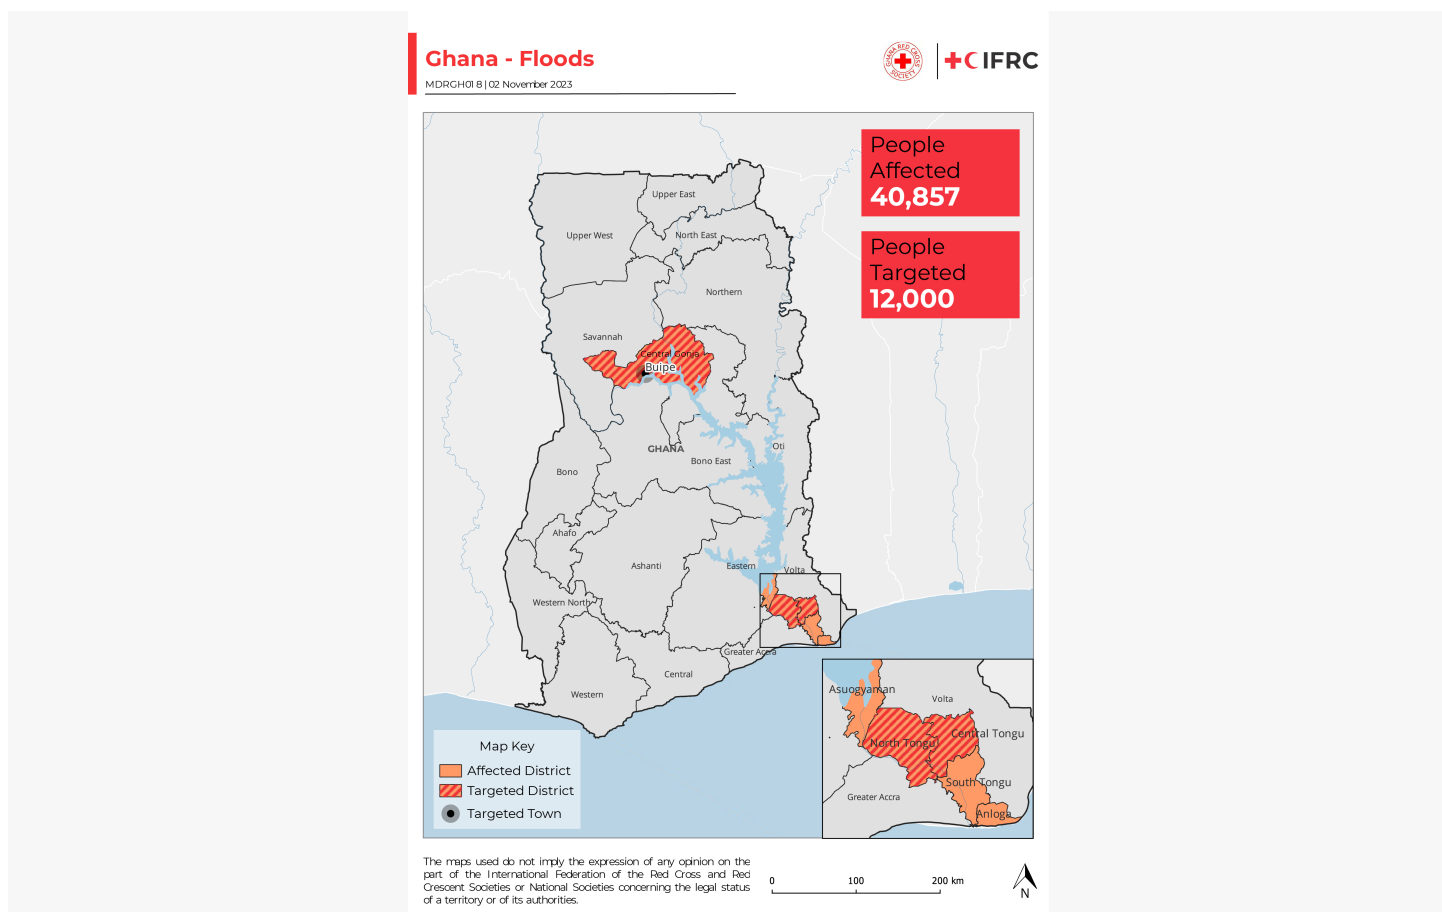 Ghana - Floods
MDRGH018 | 02 November 2023
GHANA RED CROSS
SOCIETY
IFRC
People
Affected
40,857
People
Targeted
12,000
Upper East
Upper West
North East
Northern
Savannah
Central Gonja
Buipe
GHANA
Oti
Bono East
Bono
Ahafo
Ashanti
Eastern
Volta
Western North
Greater Accra
Central
Western
Asuogyaman
Volta
Central Tongu
North Tongu
South Tongu
Greater Accra
Anloga
Map Key
Affected District
Targeted District
Targeted Town
The maps used do not imply the expression of any opinion on the
part of the International Federation of the Red Cross and Red
Crescent Societies or National Societies concerning the legal status
of a territory or of its authorities.
0 100 200 km
N